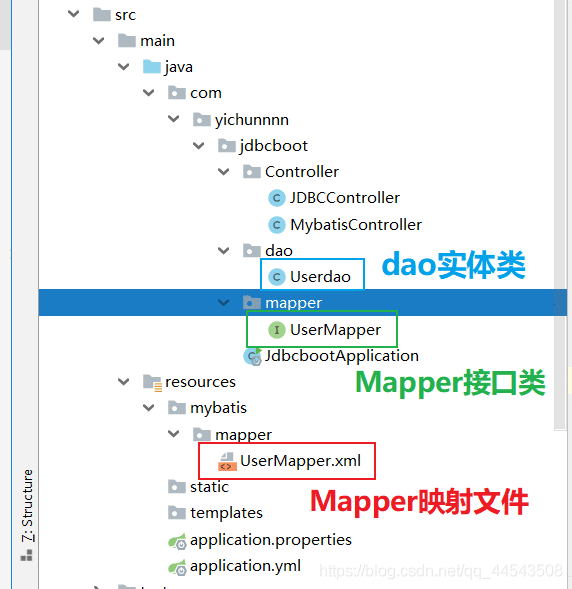 src
main
java
com
yichunnnn
jdbcboot
Controller
JDBCController
MybatisController
dao
dao实体类
Userdao
mapper
UserMapper
JdbcbootApplication
Mapper接口类
resources
mybatis
mapper
UserMapper.xml
static
Mapper映射文件
templates
application.properties
application.yml
https://blog.csdn.net/qq_44543508
7: Structure